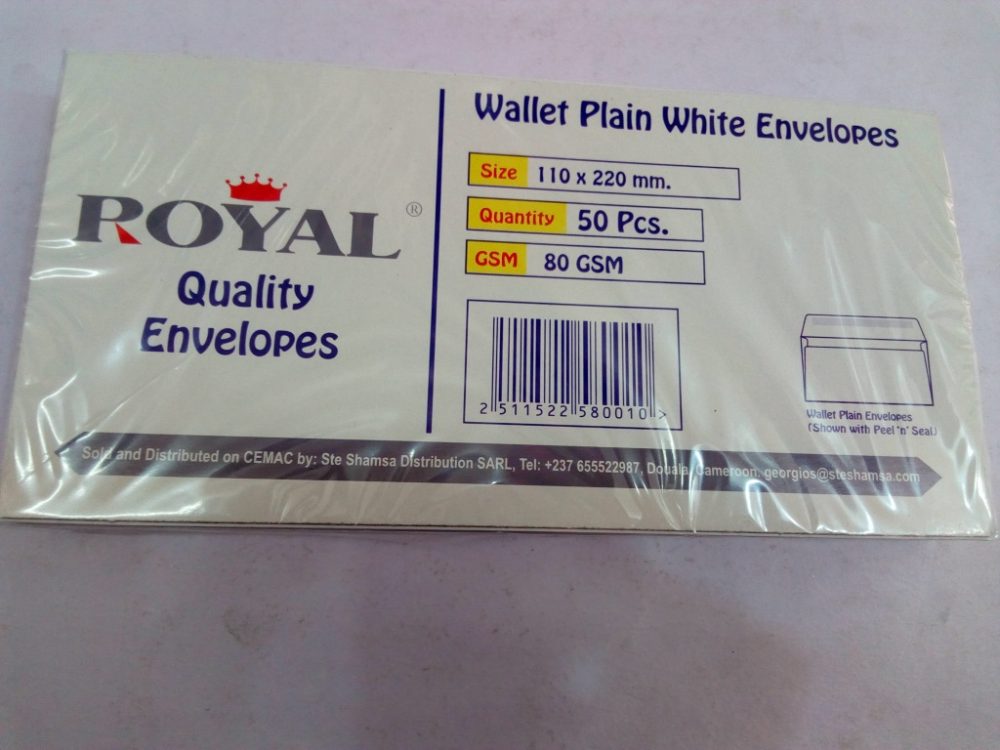 ROYAL ®
Quality
Envelopes
Wallet Plain White Envelopes
Size 110 x 220 mm.
Quantity 50 Pcs.
GSM 80 GSM
2 511522 580010 >
Wallet Plain Envelopes
(Shown with Peel 'n' Seal)
Sold and Distributed on CEMAC by: Ste Shamsa Distribution SARL, Tel: +237 655522987, Douala, Cameroon, georgios@steshamsa.com